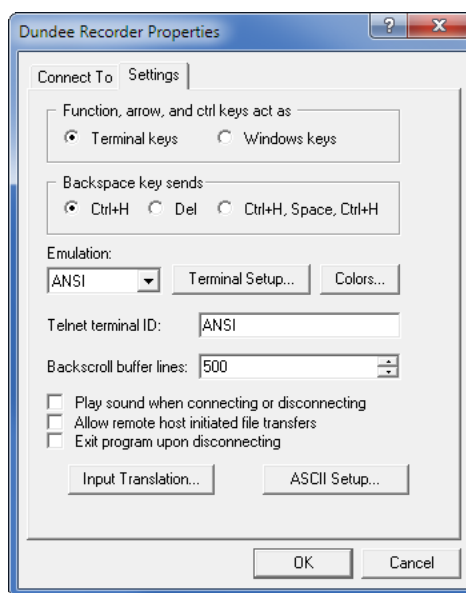 Dundee Recorder Properties
Connect To Settings
Function, arrow, and ctrl keys act as
Terminal keys Windows keys
Backspace key sends
Ctrl+H Del Ctrl+H, Space, Ctrl+H
Emulation:
ANSI Terminal Setup... Colors...
Telnet terminal ID: ANSI
Backscroll buffer lines: 500
Play sound when connecting or disconnecting
Allow remote host initiated file transfers
Exit program upon disconnecting
Input Translation... ASCII Setup...
OK Cancel